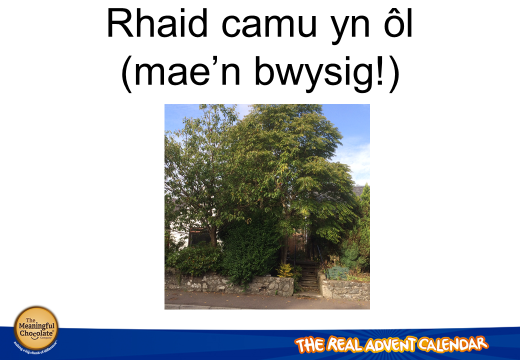 Rhaid camu yn ôl
(mae’n bwysig!)
The
Meaningful
Chocolate
THE REAL ADVENT CALENDAR